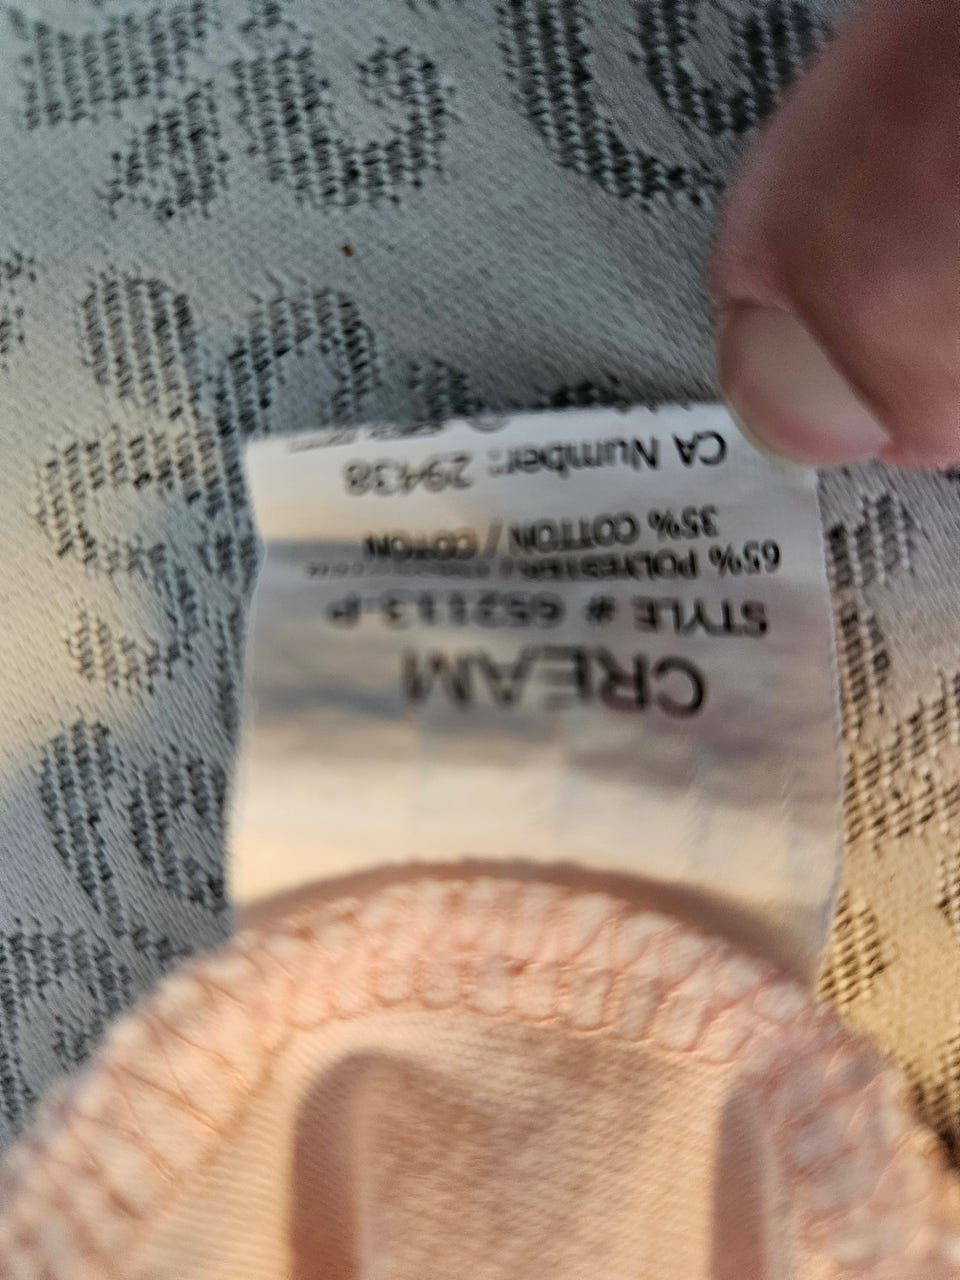 CREAM
STYLE # 652113-P
65% POLYESTER /
35% COTTON / COTON
CA Number: 29438